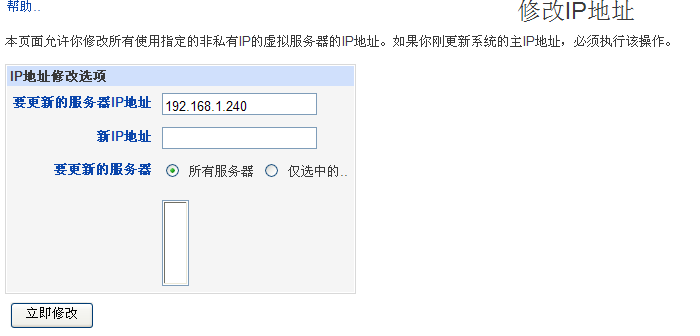 帮助..
修改IP地址
本页面允许你修改所有使用指定的非私有IP的虚拟服务器的IP地址。如果你刚更新系统的主IP地址，必须执行该操作。
IP地址修改选项
要更新的服务器IP地址 192.168.1.240
新IP地址
要更新的服务器 所有服务器 仅选中的..
立即修改